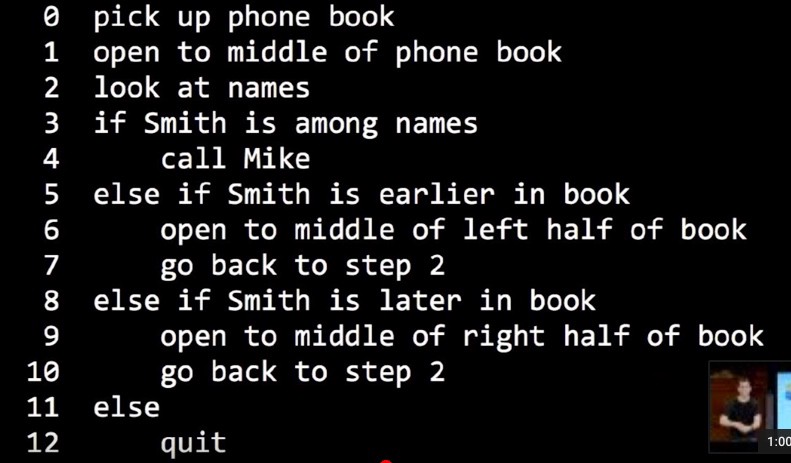 0 pick up phone book
1 open to middle of phone book
2 look at names
3 if Smith is among names
4 call Mike
5 else if Smith is earlier in book
6 open to middle of left half of book
7 go back to step 2
8 else if Smith is later in book
9 open to middle of right half of book
10 go back to step 2
11 else
12 quit
1:00